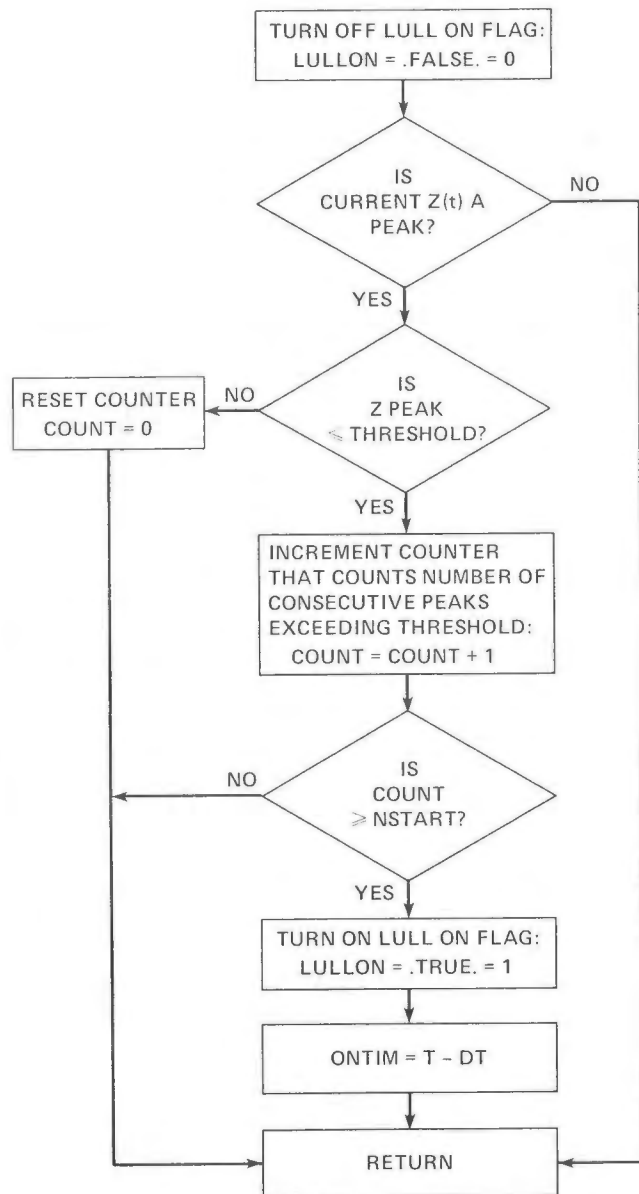 TURN OFF LULL ON FLAG:
LULLON = .FALSE. = 0
IS
CURRENT Z(t) A
PEAK?
NO
YES
IS
Z PEAK
⩽ THRESHOLD?
NO
RESET COUNTER
COUNT = 0
YES
INCREMENT COUNTER
THAT COUNTS NUMBER OF
CONSECUTIVE PEAKS
EXCEEDING THRESHOLD:
COUNT = COUNT + 1
IS
COUNT
⩾ NSTART?
NO
YES
TURN ON LULL ON FLAG:
LULLON = .TRUE. = 1
ONTIM = T – DT
RETURN